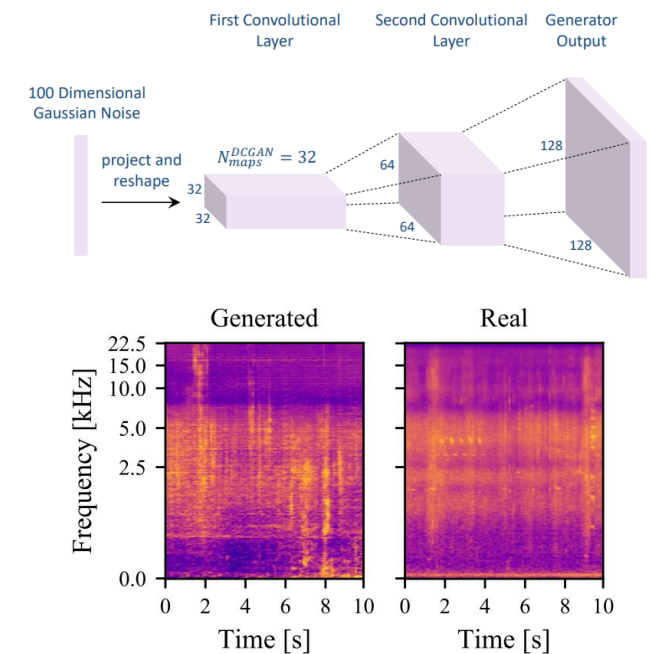 First Convolutional
Layer
Second Convolutional
Layer
Generator
Output
100 Dimensional
Gaussian Noise
project and
reshape
N_{maps}^{DCGAN} = 32
32
32
64
64
128
128
Generated
Real
Frequency [kHz]
22.5
15.0
10.0
5.0
2.5
0.0
0 2 4 6 8 10
Time [s]
0 2 4 6 8 10
Time [s]